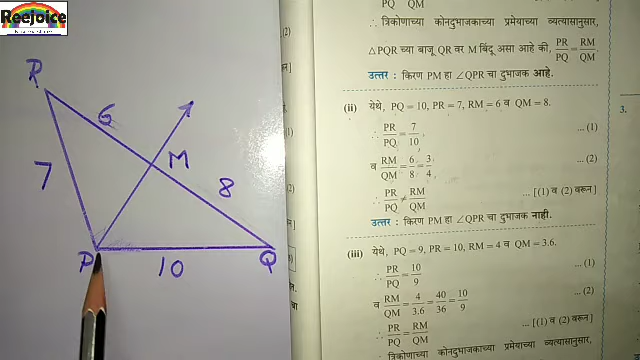 Reejoice
R
6
7
M
8
P
10
Q
PQ QM
∴ त्रिकोणाच्या कोनदुभाजकाच्या प्रमेयाच्या व्यत्यासानुसार,
△PQR च्या बाजू QR वर M बिंदू असा आहे की, PR/PQ = RM/QM
उत्तर : किरण PM हा ∠QPR चा दुभाजक आहे.
(ii) येथे, PQ = 10, PR = 7, RM = 6 व QM = 8.
∴ PR/PQ = 7/10, ... (1)
व RM/QM = 6/8 = 3/4, ... (2)
∴ PR/PQ ≠ RM/QM ... [(1) व (2) वरून]
उत्तर : किरण PM हा ∠QPR चा दुभाजक नाही.
(iii) येथे, PQ = 9, PR = 10, RM = 4 व QM = 3.6.
∴ PR/PQ = 10/9 ... (1)
व RM/QM = 4/3.6 = 40/36 = 10/9 ... (2)
∴ PR/PQ = RM/QM ... [(1) व (2) वरून]
∴ त्रिकोणाच्या कोनदुभाजकाच्या प्रमेयाच्या व्यत्यासानुसार,
3.